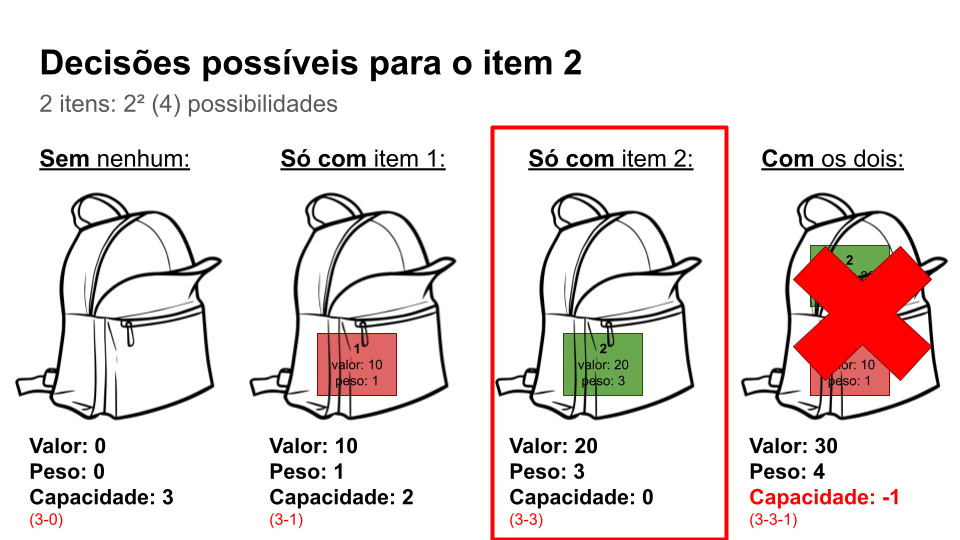 Decisões possíveis para o item 2
2 itens: 2² (4) possibilidades
Sem nenhum:
Valor: 0
Peso: 0
Capacidade: 3
(3-0)
Só com item 1:
1
valor: 10
peso: 1
Valor: 10
Peso: 1
Capacidade: 2
(3-1)
Só com item 2:
2
valor: 20
peso: 3
Valor: 20
Peso: 3
Capacidade: 0
(3-3)
Com os dois:
2
10
peso: 1
Valor: 30
Peso: 4
Capacidade: -1
(3-3-1)